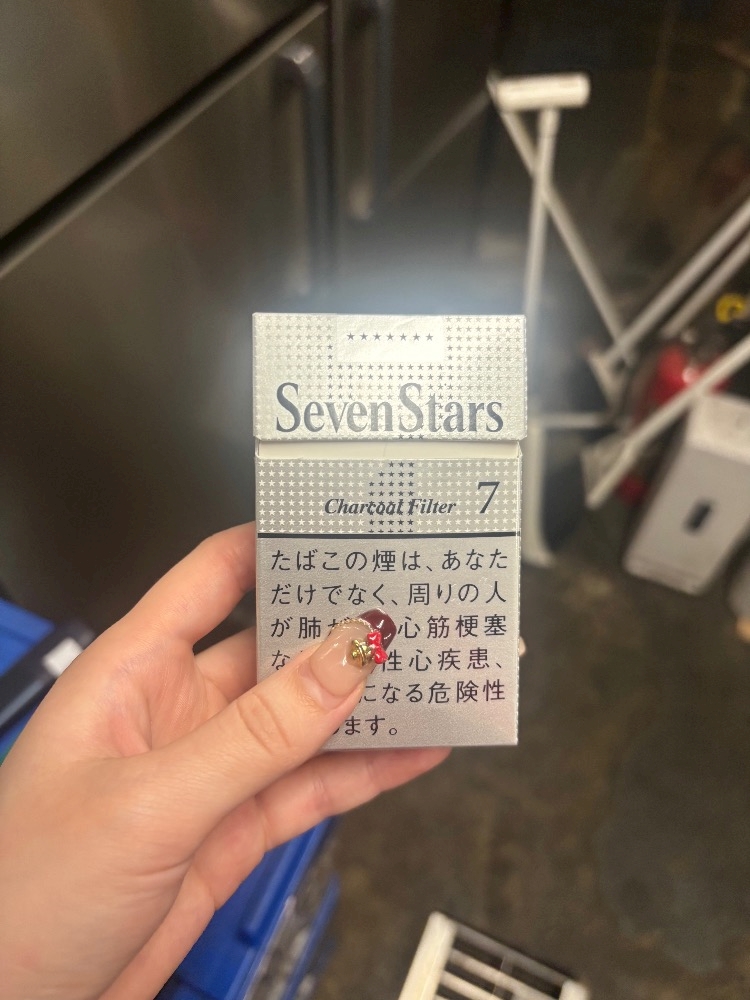 SevenStars
Charcoal Filter 7
たばこの煙は、あなた
だけでなく、周りの人
が肺 心筋梗塞
な 性心疾患、
になる危険性
ます。